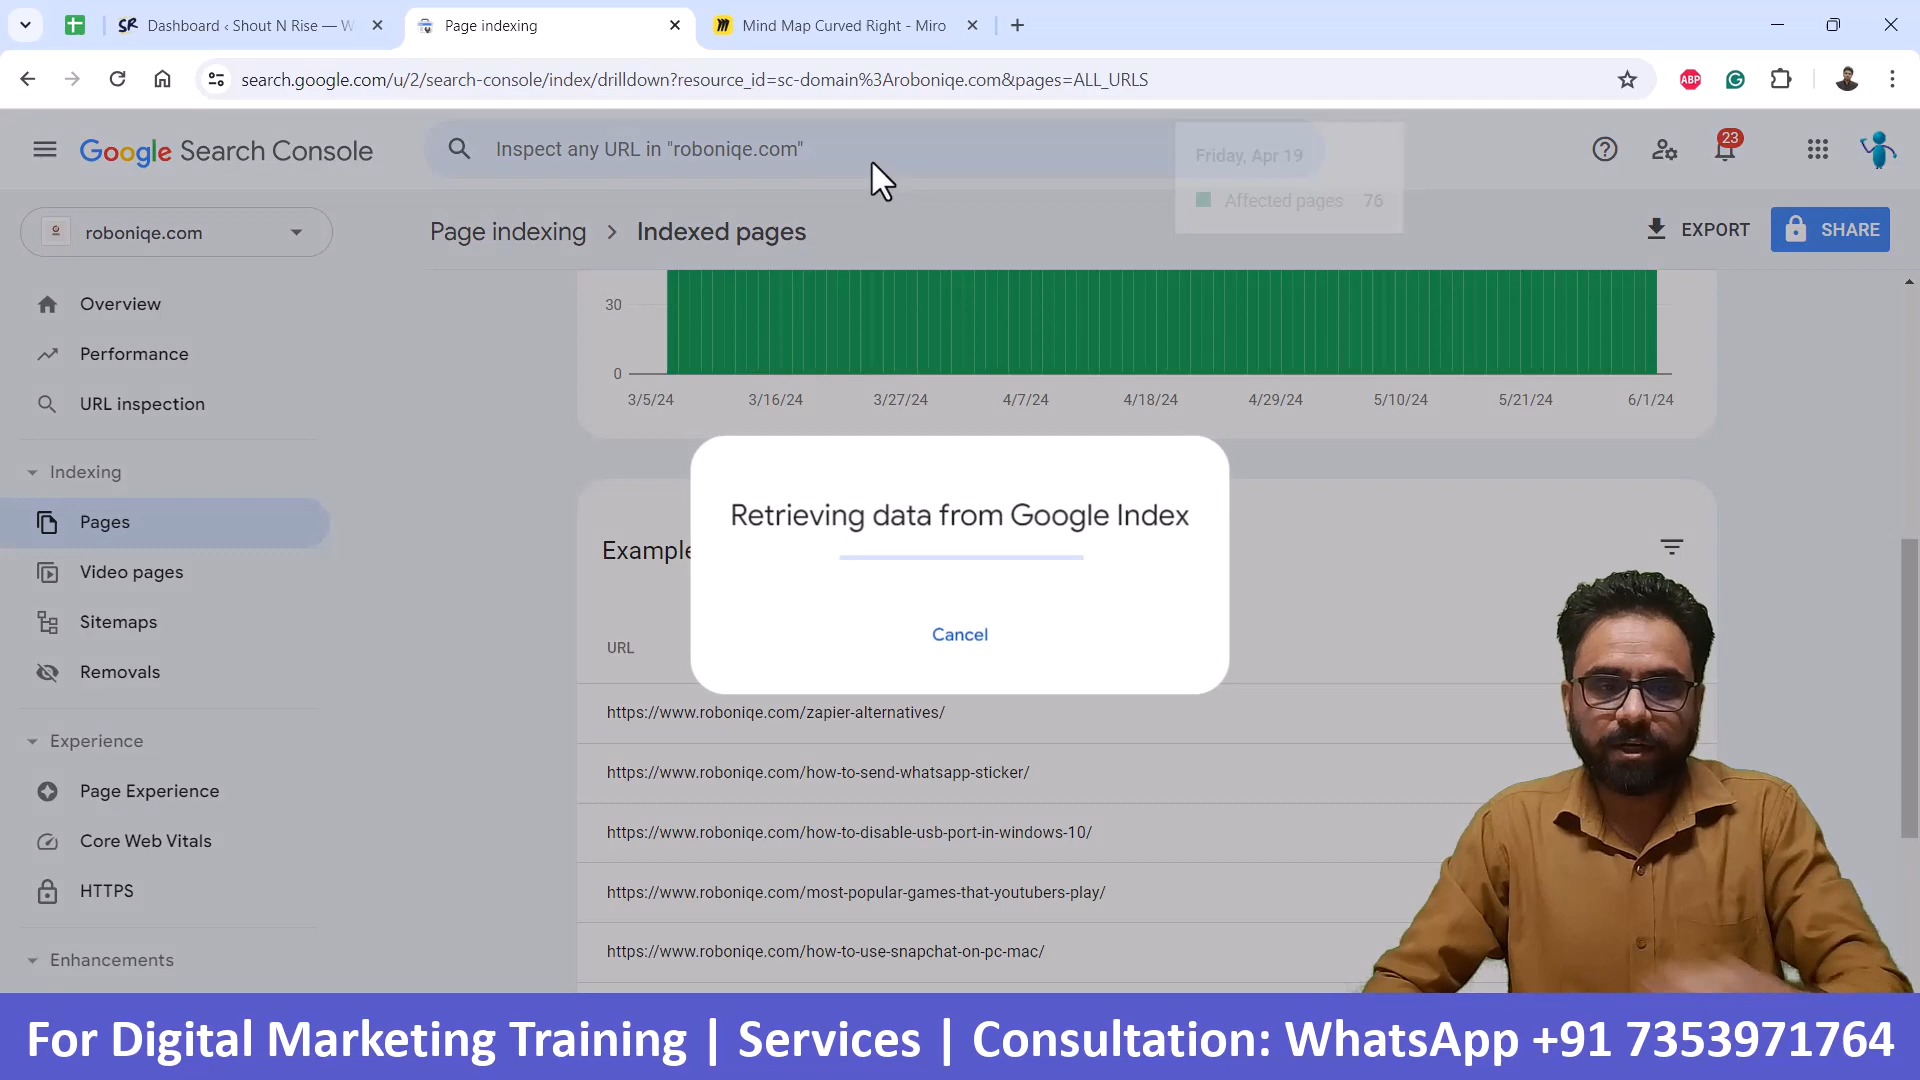 Dashboard ‹ Shout N Rise — W
Page indexing
Mind Map Curved Right - Miro
search.google.com/u/2/search-console/index/drilldown?resource_id=sc-domain%3Aroboniqe.com&pages=ALL_URLS
ABP
Google Search Console
Inspect any URL in "roboniqe.com"
23
Friday, Apr 19
Affected pages 76
roboniqe.com
Page indexing
Indexed pages
EXPORT
SHARE
Overview
Performance
URL inspection
Indexing
Pages
Video pages
Sitemaps
Removals
Experience
Page Experience
Core Web Vitals
HTTPS
Enhancements
30
0
3/5/24 3/16/24 3/27/24 4/7/24 4/18/24 4/29/24 5/10/24 5/21/24 6/1/24
Retrieving data from Google Index
Cancel
URL
https://www.roboniqe.com/zapier-alternatives/
https://www.roboniqe.com/how-to-send-whatsapp-sticker/
https://www.roboniqe.com/how-to-disable-usb-port-in-windows-10/
https://www.roboniqe.com/most-popular-games-that-youtubers-play/
https://www.roboniqe.com/how-to-use-snapchat-on-pc-mac/
For Digital Marketing Training | Services | Consultation: WhatsApp +91 7353971764